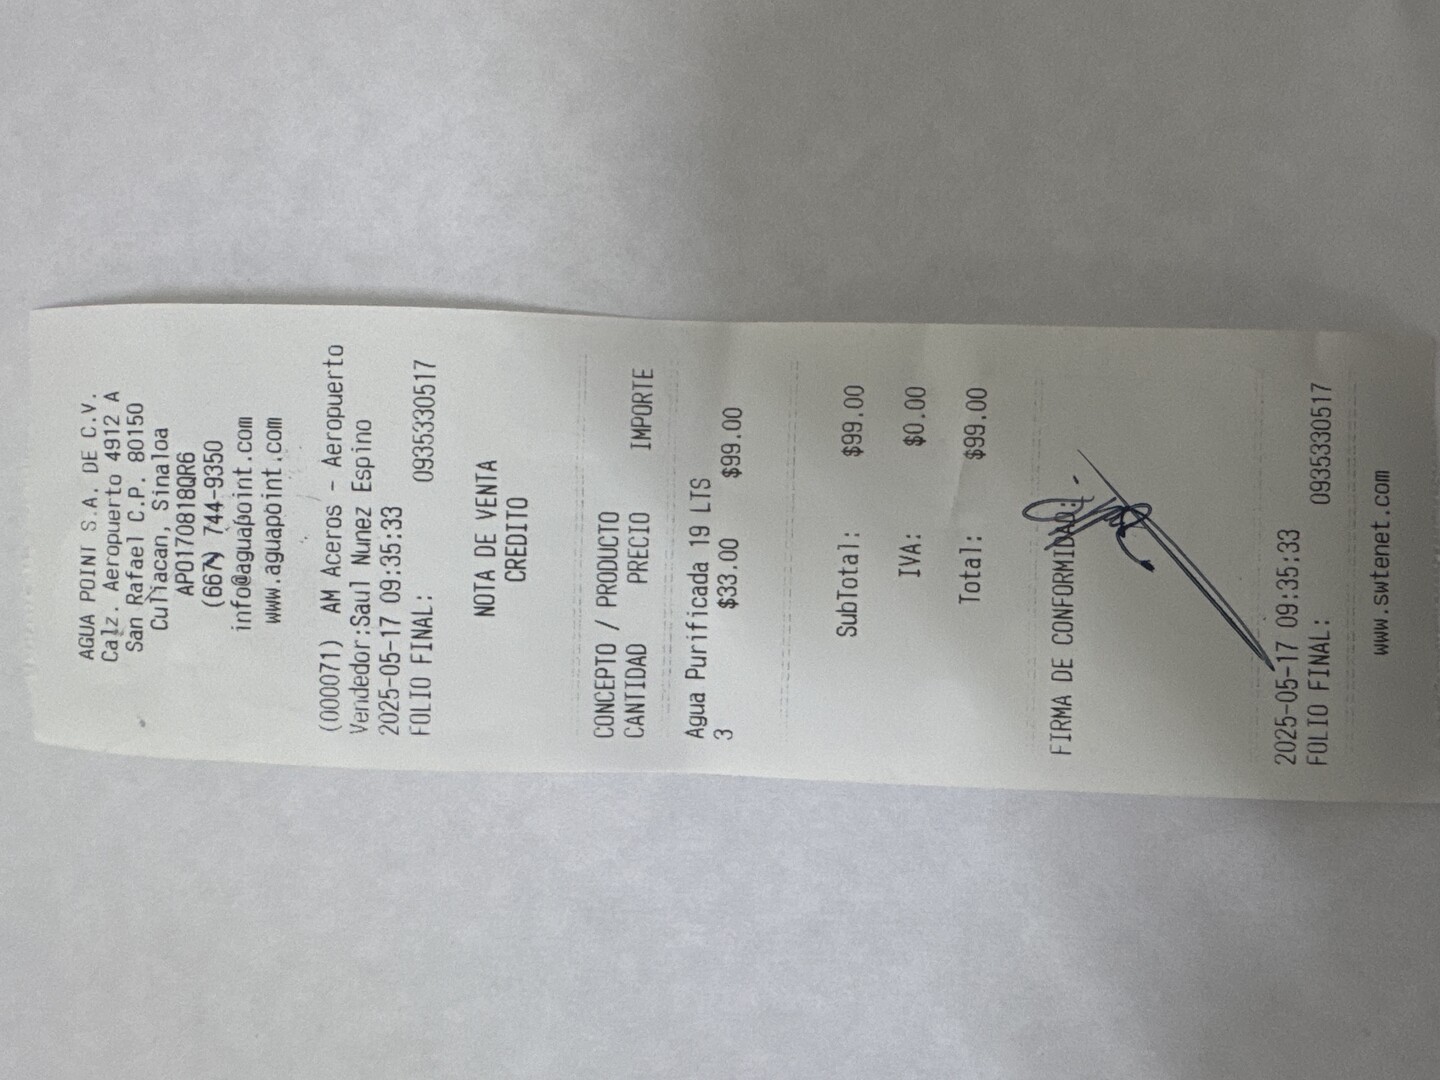 AGUA POINT S.A. DE C.V.
Calz. Aeropuerto 4912 A
San Rafael C.P. 80150
Culiacan, Sinaloa
APO170818QR6
(667) 744-9350
info@aguapoint.com
www.aguapoint.com
(000071) AM Aceros - Aeropuerto
Vendedor:Saul Nunez Espino
2025-05-17 09:35:33
FOLIO FINAL: 0935330517
NOTA DE VENTA
CREDITO
CONCEPTO / PRODUCTO
CANTIDAD PRECIO IMPORTE
Agua Purificada 19 LTS
3 $33.00 $99.00
SubTotal: $99.00
IVA: $0.00
Total: $99.00
FIRMA DE CONFORMIDAD:
2025-05-17 09:35:33
FOLIO FINAL: 0935330517
www.swtenet.com